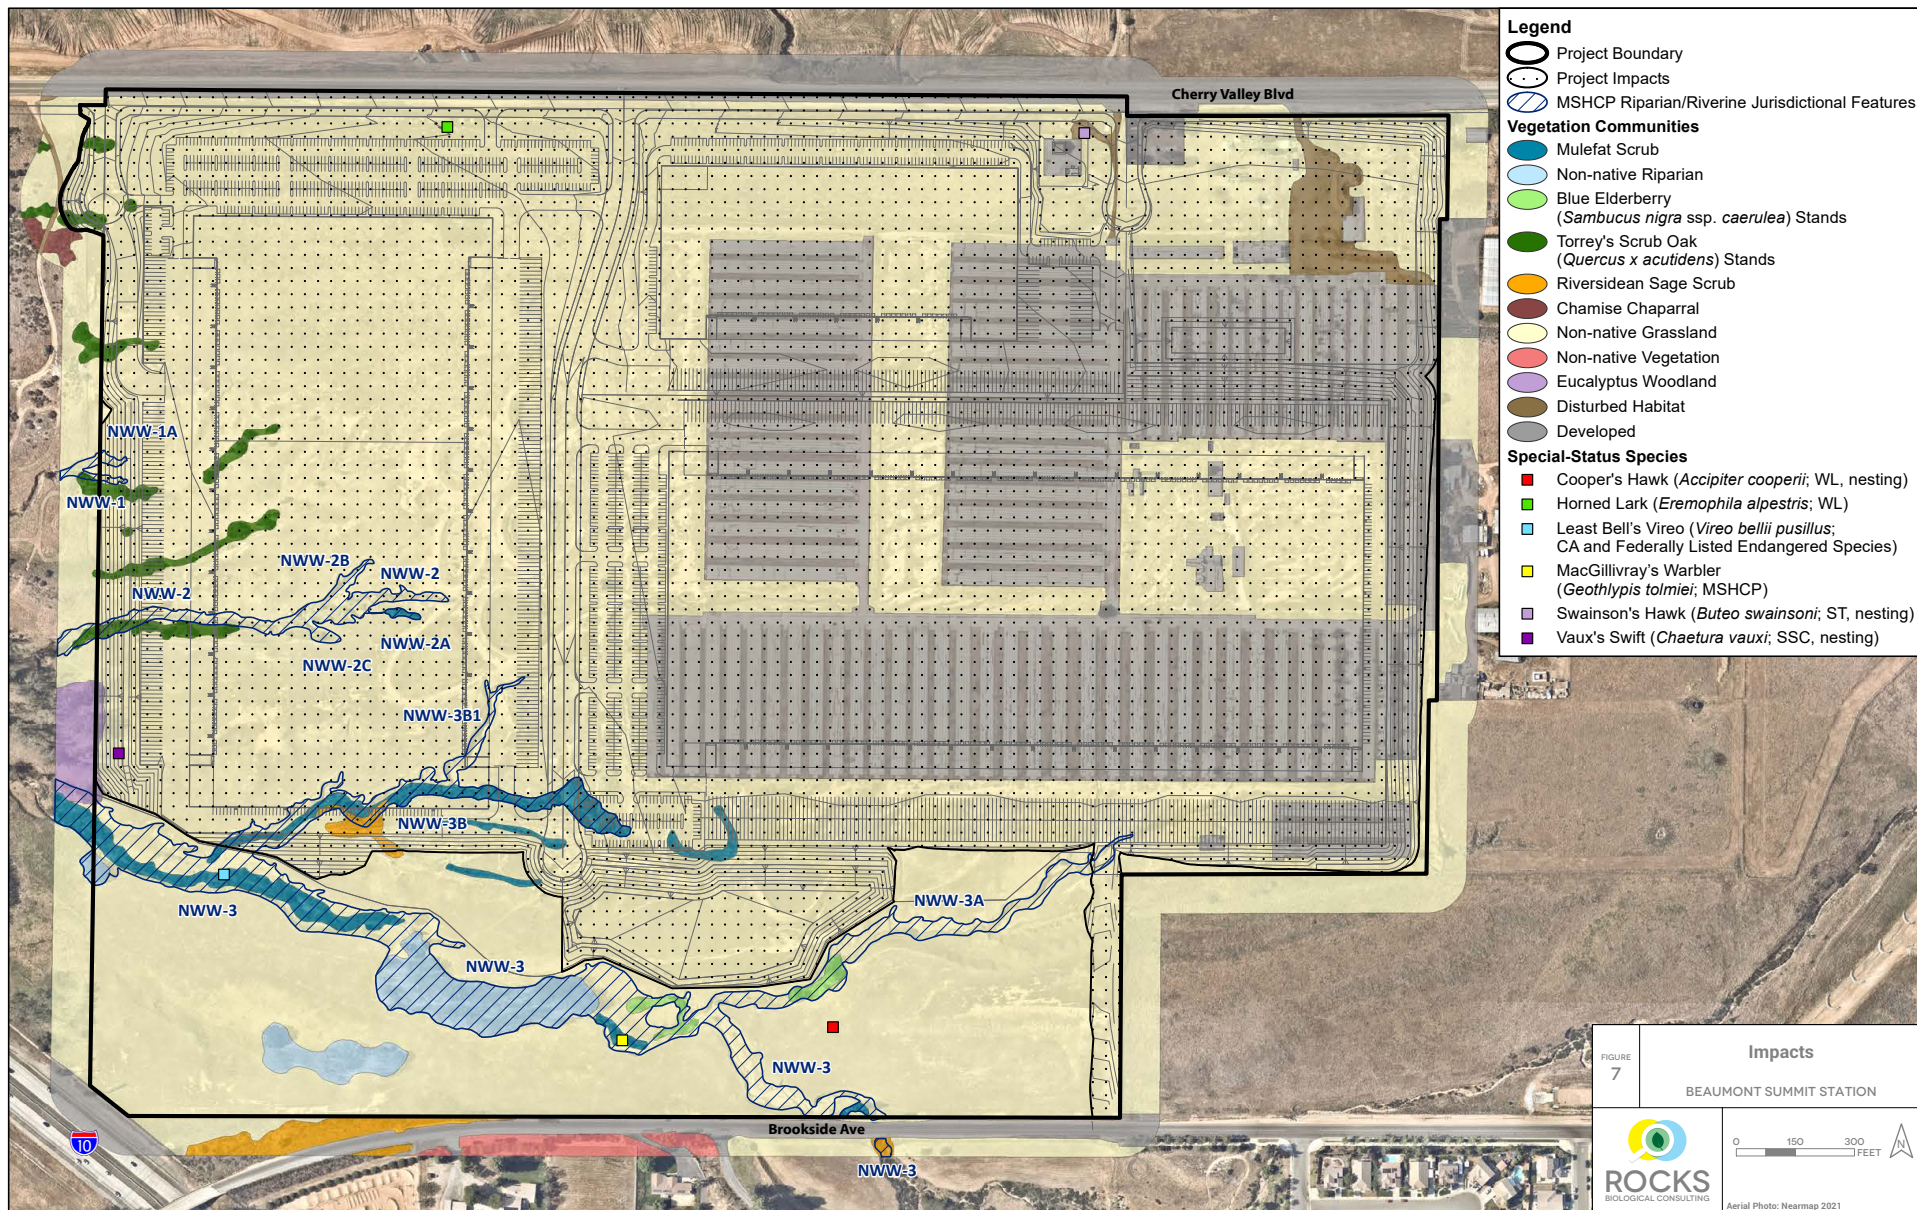 Cherry Valley Blvd
NWW-1A
NWW-1
NWW-2B
NWW-2
NWW-2
NWW-2A
NWW-2C
NWW-3B1
NWW-3B
NWW-3A
NWW-3
NWW-3
NWW-3
Brookside Ave
NWW-3
10
Legend
Project Boundary
Project Impacts
MSHCP Riparian/Riverine Jurisdictional Features
Vegetation Communities
Mulefat Scrub
Non-native Riparian
Blue Elderberry
(Sambucus nigra ssp. caerulea) Stands
Torrey's Scrub Oak
(Quercus x acutidens) Stands
Riversidean Sage Scrub
Chamise Chaparral
Non-native Grassland
Non-native Vegetation
Eucalyptus Woodland
Disturbed Habitat
Developed
Special-Status Species
Cooper's Hawk (Accipiter cooperii; WL, nesting)
Horned Lark (Eremophila alpestris; WL)
Least Bell's Vireo (Vireo bellii pusillus;
CA and Federally Listed Endangered Species)
MacGillivray's Warbler
(Geothlypis tolmiei; MSHCP)
Swainson's Hawk (Buteo swainsoni; ST, nesting)
Vaux's Swift (Chaetura vauxi; SSC, nesting)
FIGURE
7
Impacts
BEAUMONT SUMMIT STATION
ROCKS
BIOLOGICAL CONSULTING
0 150 300
FEET
N
Aerial Photo: Nearmap 2021